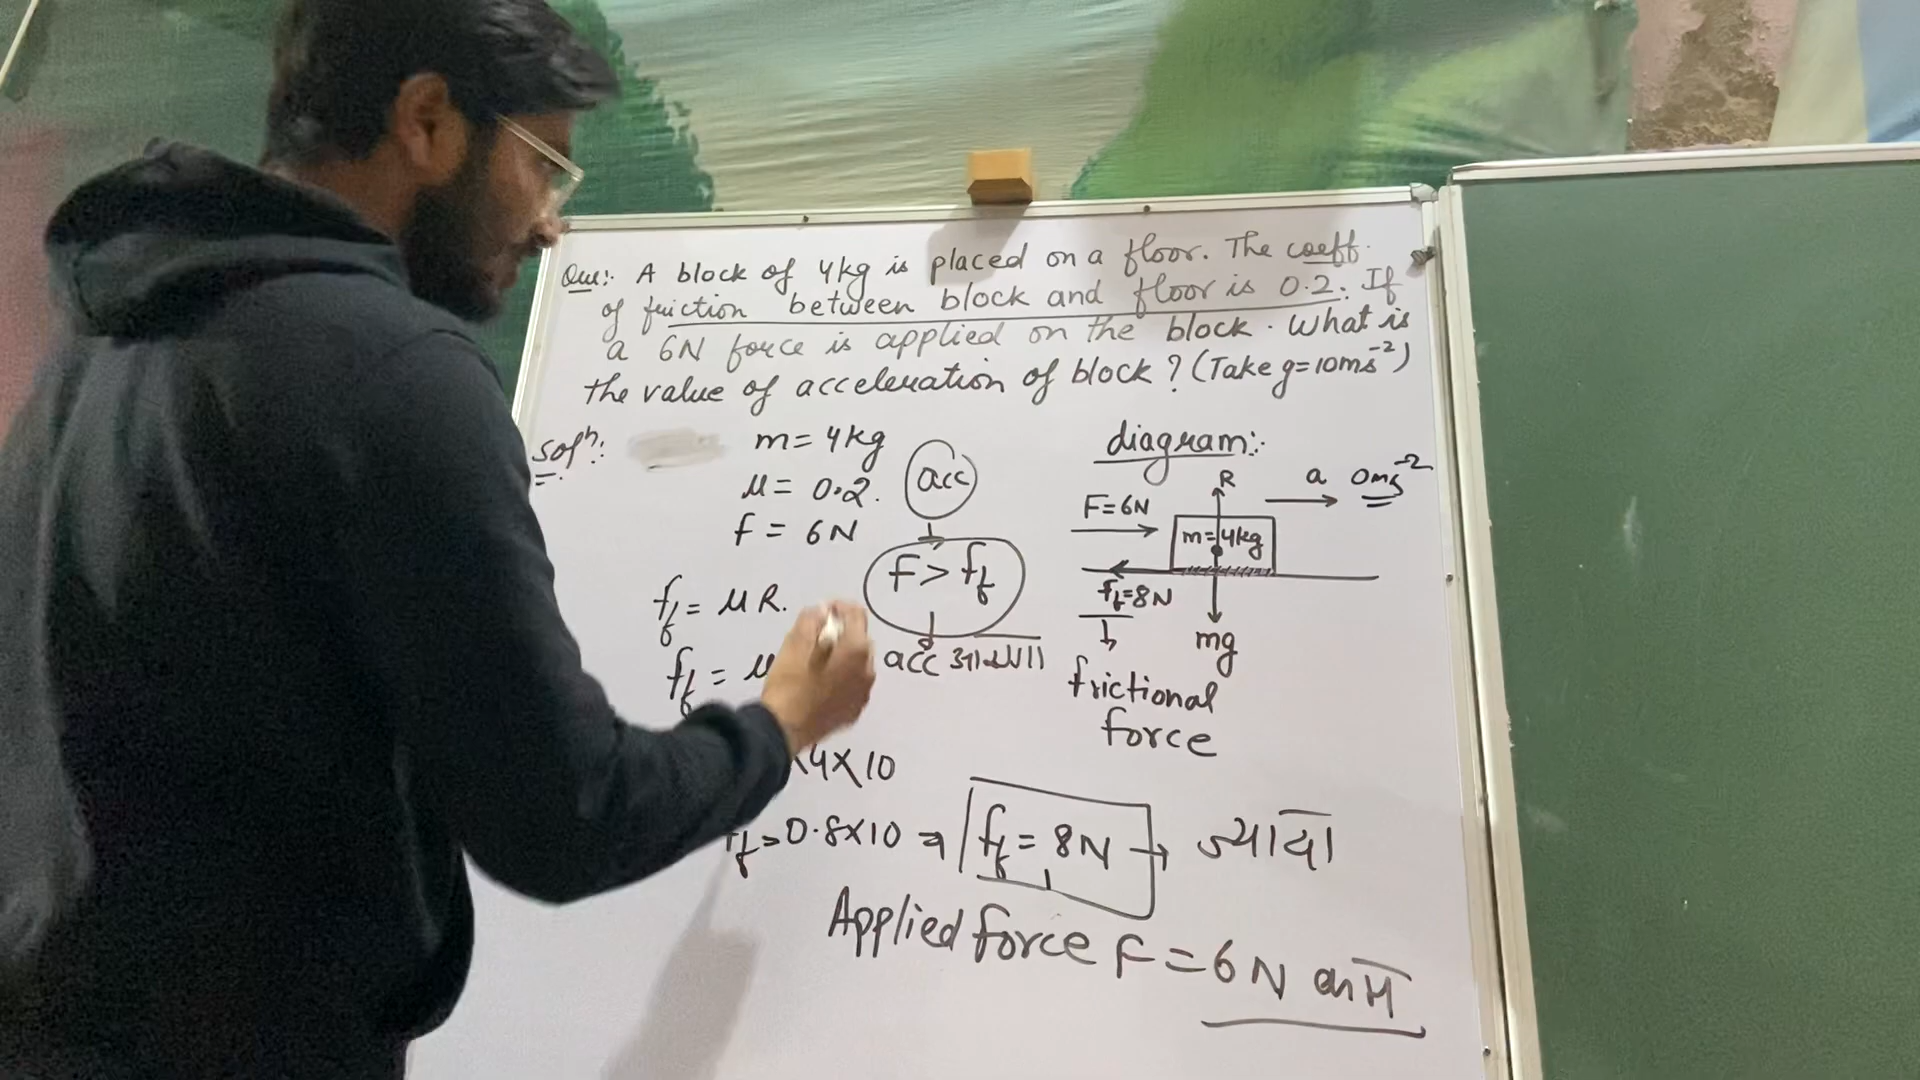 Que:- A block of 4kg is placed on a floor. The coeff.
of friction between block and floor is 0.2. If
a 6N force is applied on the block. What is
the value of acceleration of block? (Take g=10ms⁻²)
Solⁿ:
m = 4kg
μ = 0.2.
f = 6N
acc
F > f_f
acc आएगा
f_f = μR.
f_f = μ
×4×10
f_f = 0.8×10 ⇒ f_f = 8N → ज्यादा
Applied force F = 6N कम
diagram:-
R
a 0ms⁻²
F=6N
m=4kg
f_f=8N
mg
frictional
force